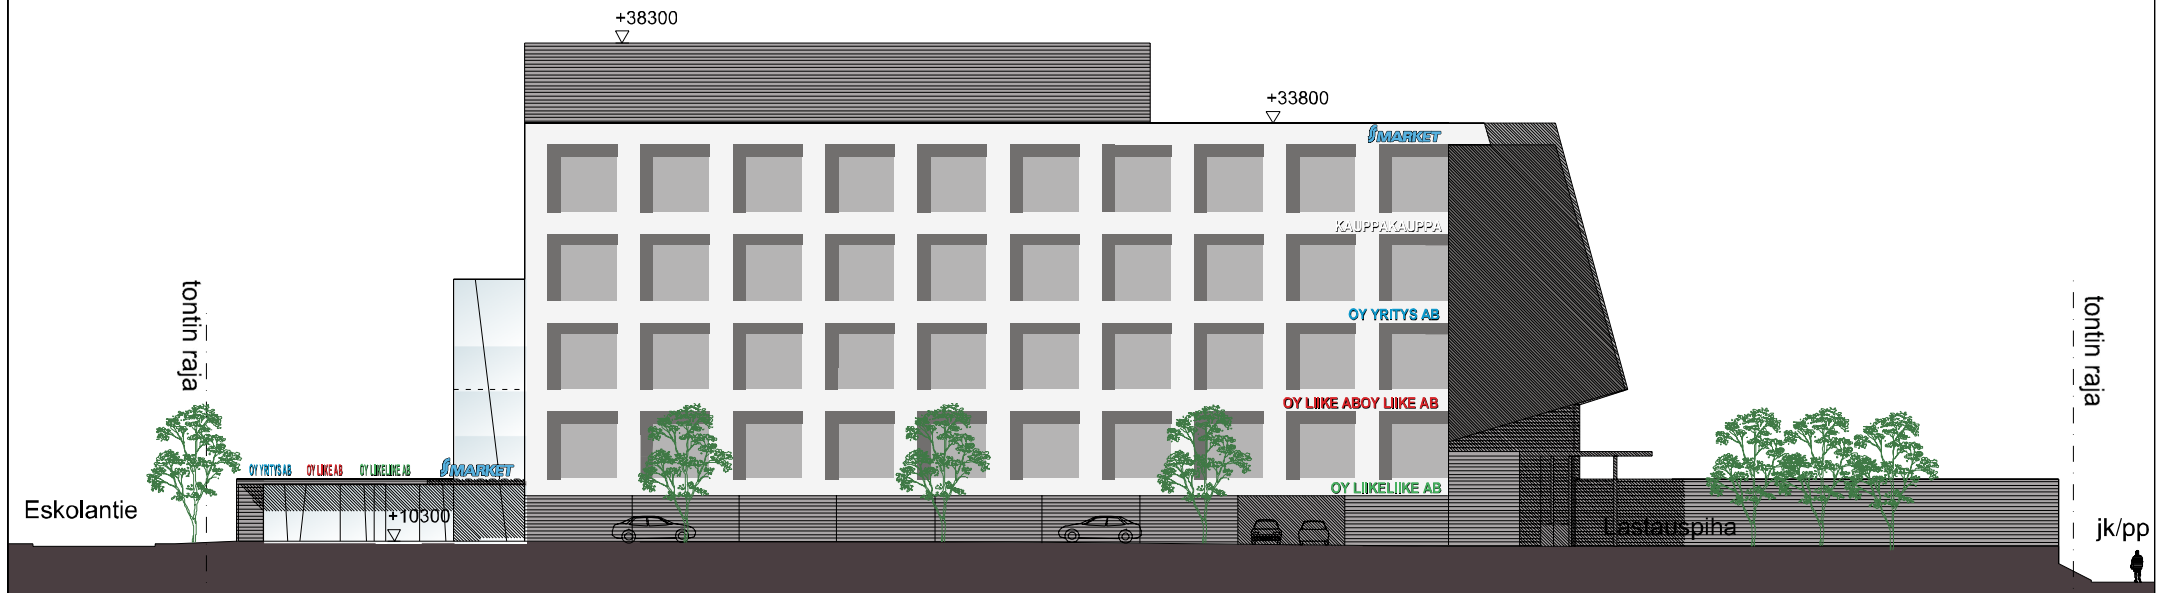 +38300
+33800
SMARKET
KAUPPAKAUPPA
OY YRITYS AB
OY LIIKE ABOY LIIKE AB
OY LIIKELIIKE AB
tontin raja
tontin raja
OY YRITYS AB OY LIIKE AB OY LIIKELIIKE AB SMARKET
Eskolantie
+10300
Lastauspiha
jk/pp